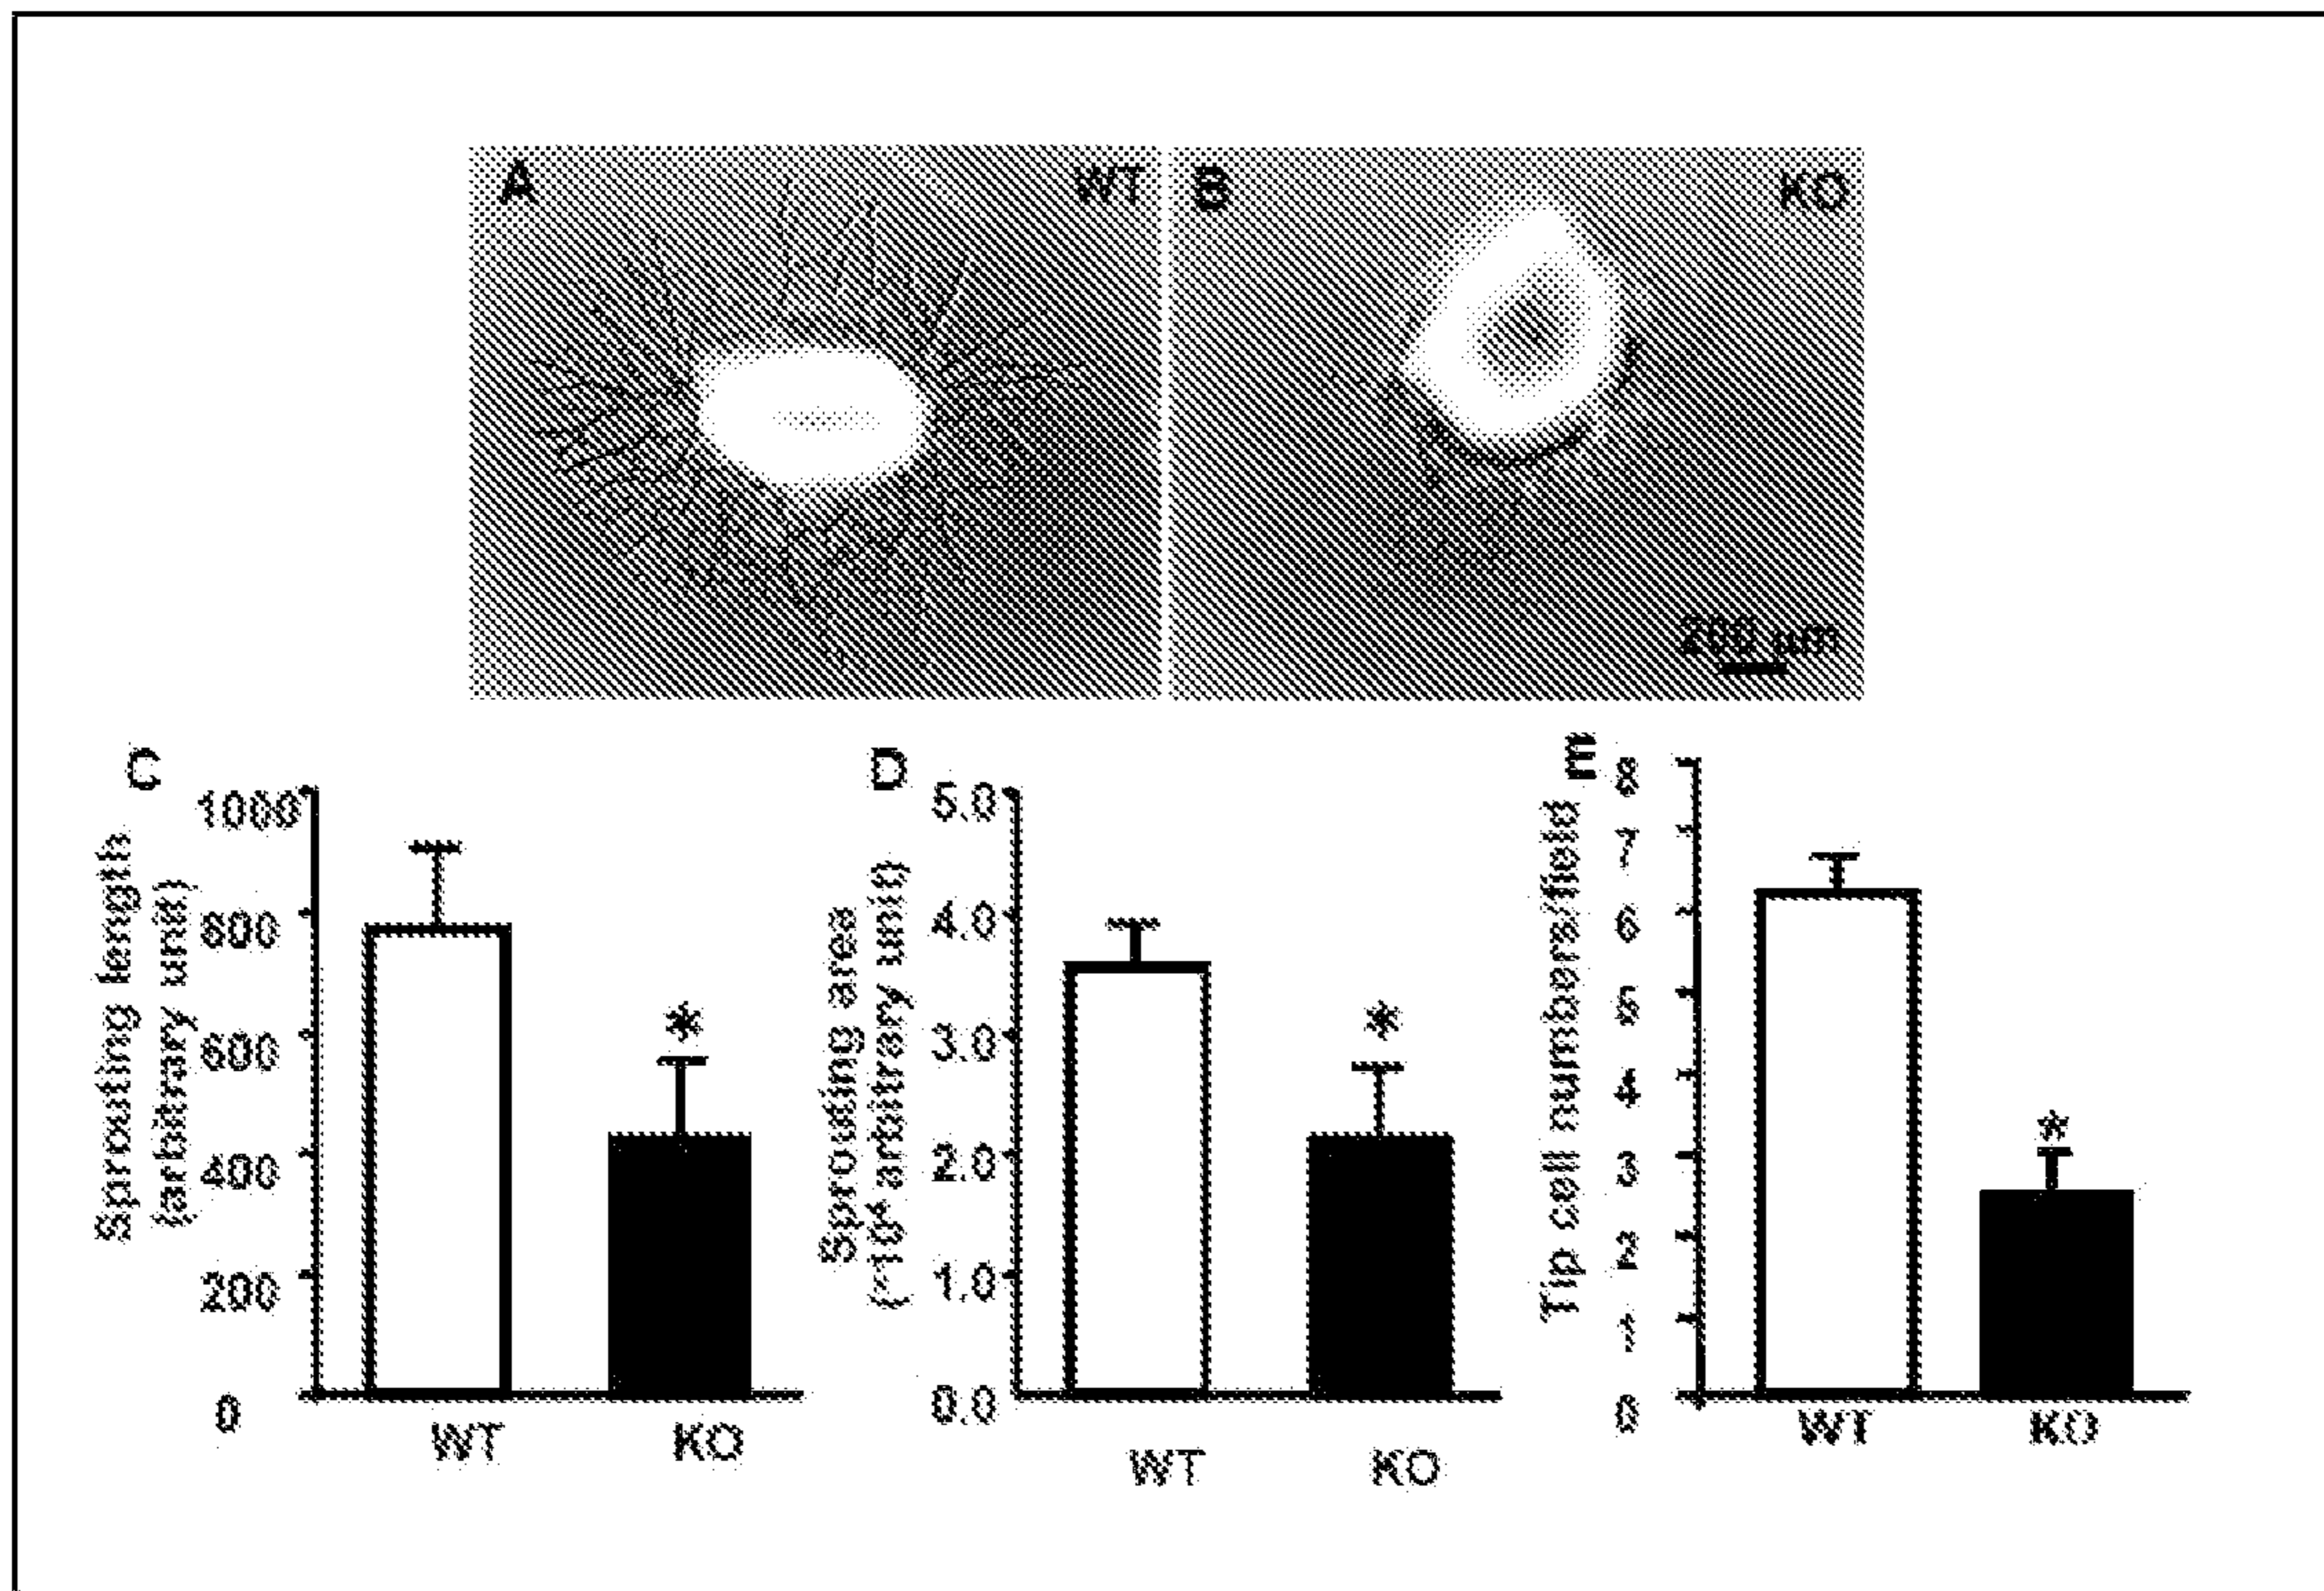 A
WT
B
KO
200 µm
C
Sprouting length
(arbitrary unit)
1000
800
600
400
200
0
WT
KO
*
D
Sprouting area
(*10⁴ arbitrary unit)
5.0
4.0
3.0
2.0
1.0
0.0
WT
KO
*
E
Tip cell numbers/field
8
7
6
5
4
3
2
1
0
WT
KO
*